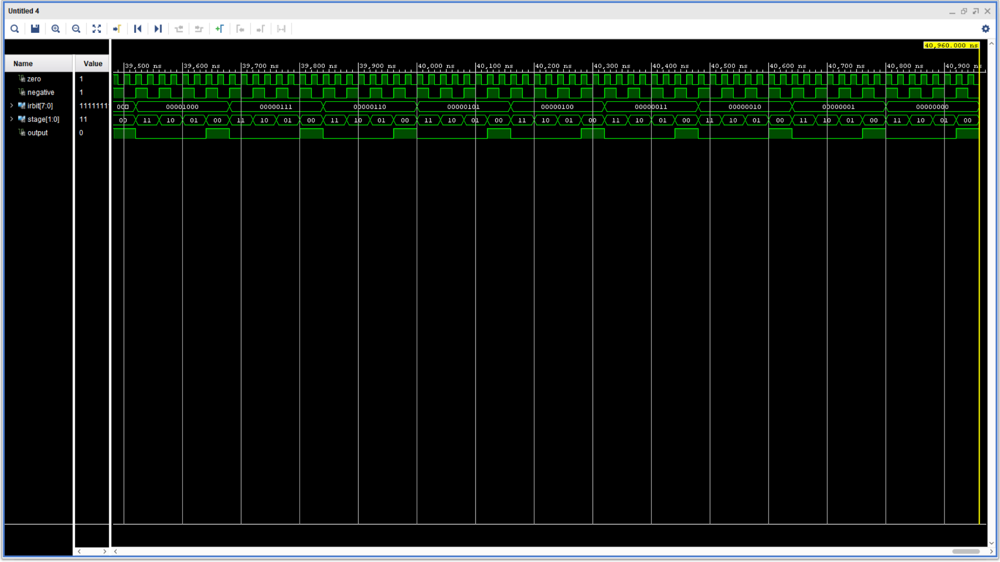 Untitled 4
40,960.000 ns
Name Value
39,500 ns 39,600 ns 39,700 ns 39,800 ns 39,900 ns 40,000 ns 40,100 ns 40,200 ns 40,300 ns 40,400 ns 40,500 ns 40,600 ns 40,700 ns 40,800 ns 40,900 ns
zero 1
negative 1
irbit[7:0] 11111111 000 00001000 00000111 00000110 00000101 00000100 00000011 00000010 00000001 00000000
stage[1:0] 11 00 11 10 01 00 11 10 01 00 11 10 01 00 11 10 01 00 11 10 01 00 11 10 01 00 11 10 01 00 11 10 01 00 11 10 01 00
output 0